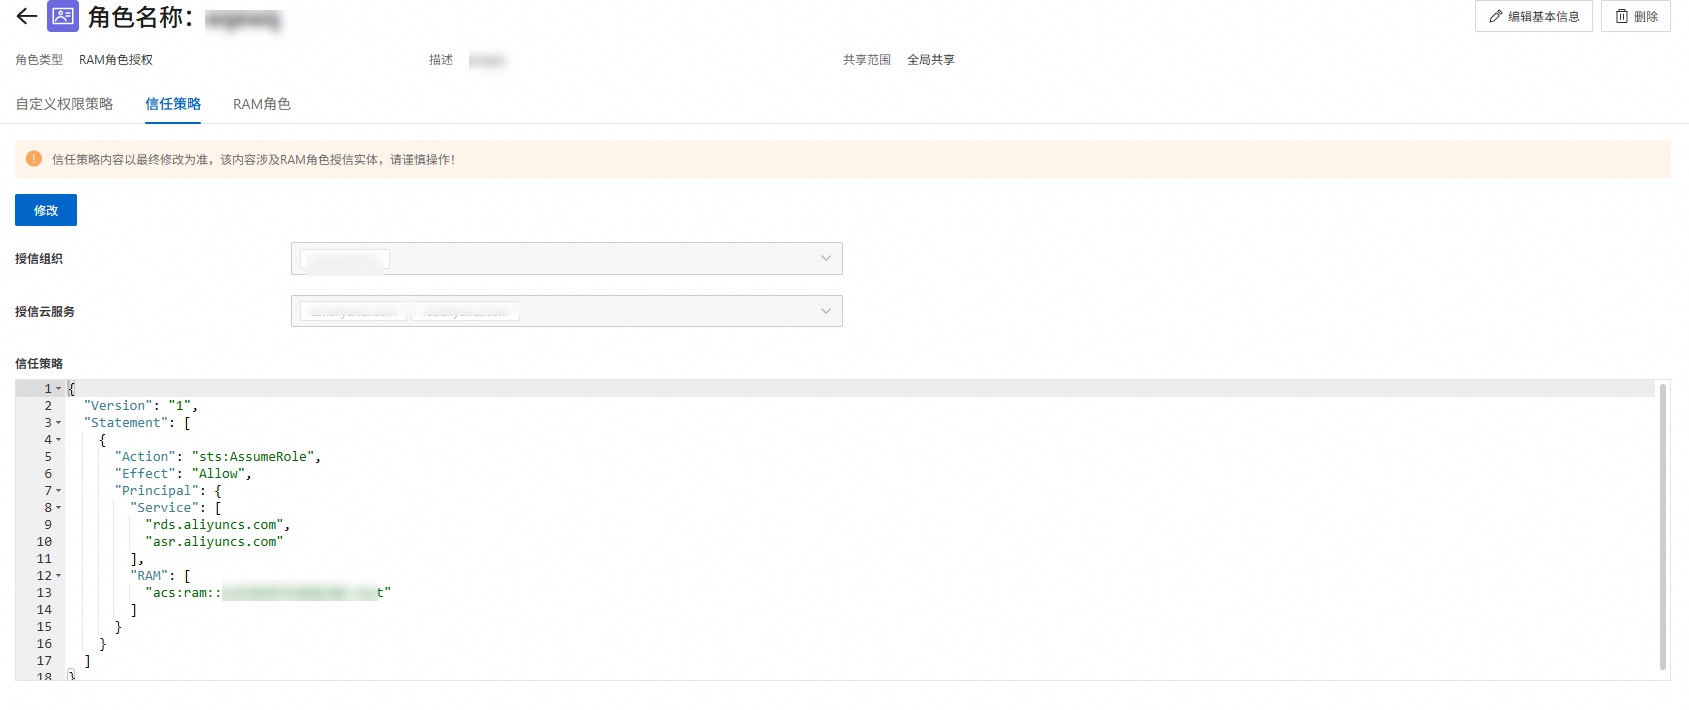 角色名称：
编辑基本信息
删除
角色类型 RAM角色授权
描述
共享范围 全局共享
自定义权限策略 信任策略 RAM角色
信任策略内容以最终修改为准，该内容涉及RAM角色授信实体，请谨慎操作！
修改
授信组织
授信云服务
信任策略
1 {
2 "Version": "1",
3 "Statement": [
4 {
5 "Action": "sts:AssumeRole",
6 "Effect": "Allow",
7 "Principal": {
8 "Service": [
9 "rds.aliyuncs.com",
10 "asr.aliyuncs.com"
11 ],
12 "RAM": [
13 "acs:ram:: t"
14 ]
15 }
16 }
17 ]
18 }